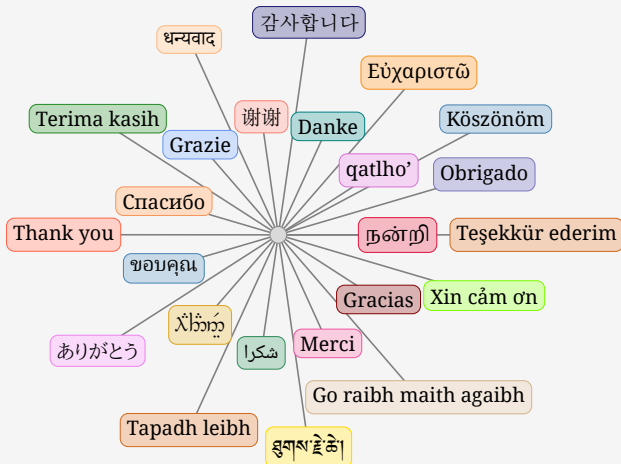 감사합니다
धन्यवाद
Εὐχαριστῶ
Terima kasih
谢谢
Danke
Köszönöm
Grazie
qatlho’
Obrigado
Спасибо
Thank you
நன்றி
Teşekkür ederim
ขอบคุณ
Gracias
Xin cảm ơn
ありがとう
شكرا
Merci
Go raibh maith agaibh
Tapadh leibh
ཐུགས་རྗེ་ཆེ།